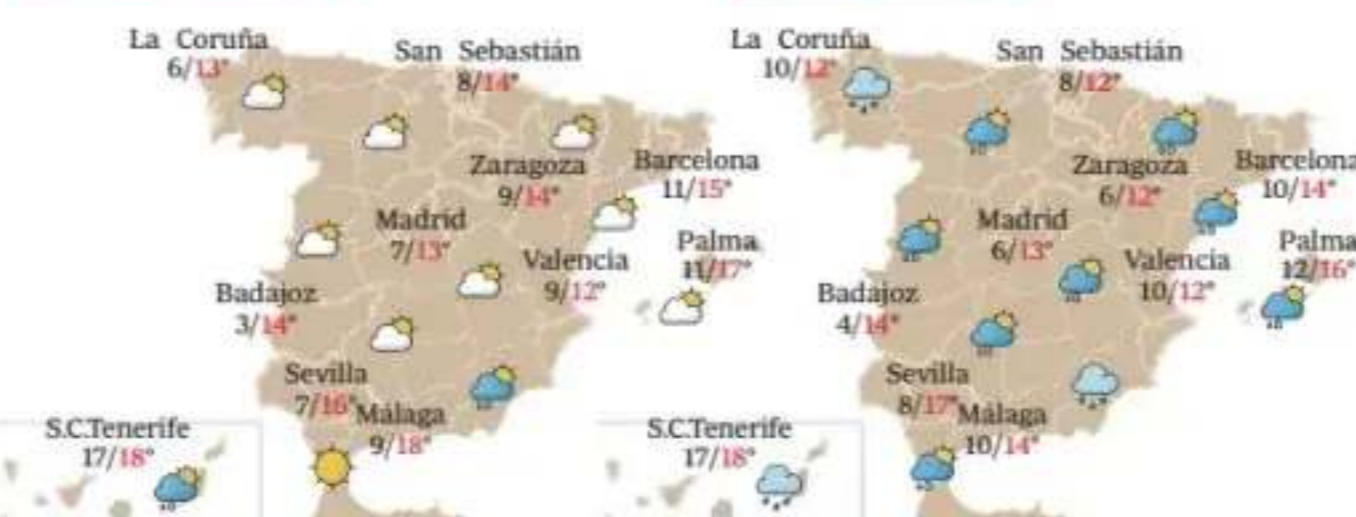 La Coruña
6/13°
San Sebastián
8/14°
Zaragoza
9/14°
Barcelona
11/15°
Madrid
7/13°
Palma
11/17°
Valencia
9/12°
Badajoz
3/14°
Sevilla
7/16°
Málaga
9/18°
S.C.Tenerife
17/18°
La Coruña
10/12°
San Sebastián
8/12°
Zaragoza
6/12°
Barcelona
10/14°
Madrid
6/13°
Palma
12/16°
Valencia
10/12°
Badajoz
4/14°
Sevilla
8/17°
Málaga
10/14°
S.C.Tenerife
17/18°